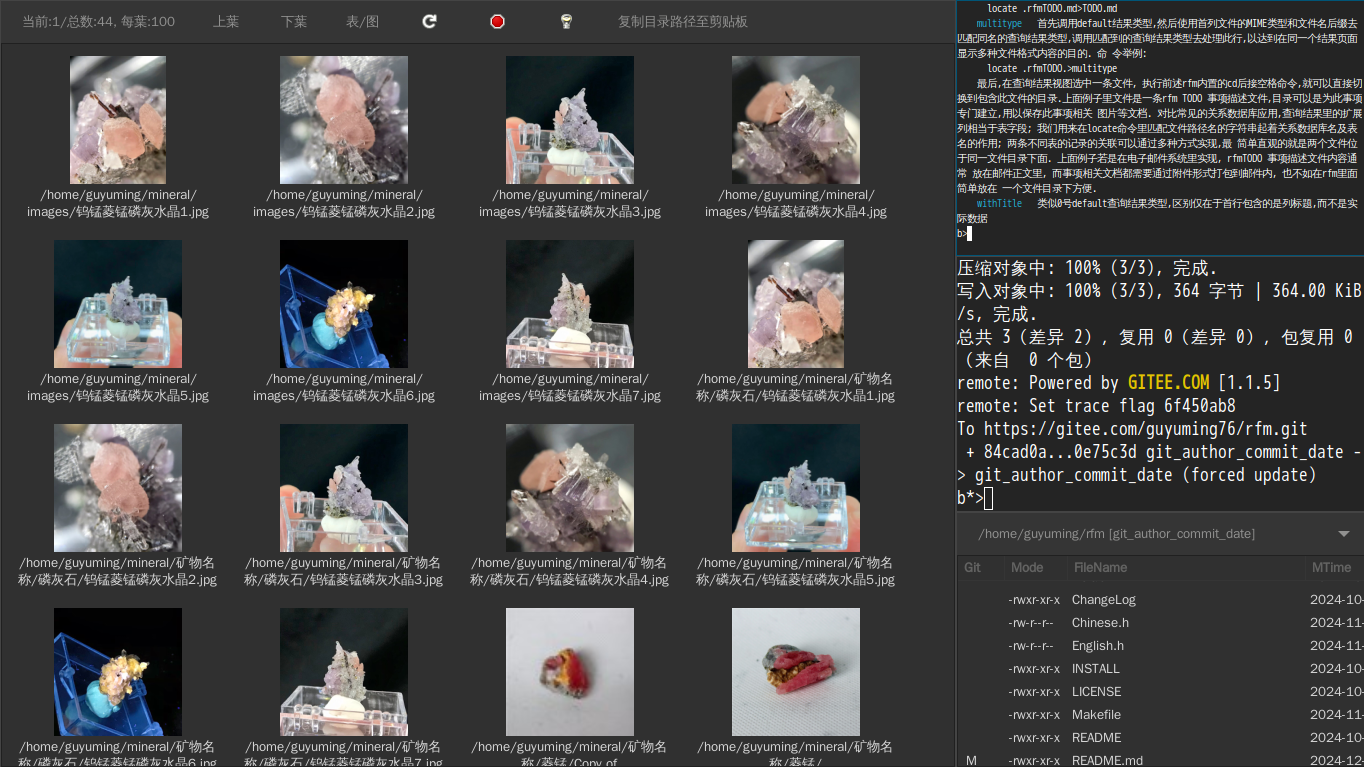 当前:1/总数:44, 每葉:100
上葉
下葉
表/图
复制目录路径至剪贴板
/home/guyuming/mineral/
images/钨锰菱锰磷灰水晶1.jpg
/home/guyuming/mineral/
images/钨锰菱锰磷灰水晶2.jpg
/home/guyuming/mineral/
images/钨锰菱锰磷灰水晶3.jpg
/home/guyuming/mineral/
images/钨锰菱锰磷灰水晶4.jpg
/home/guyuming/mineral/
images/钨锰菱锰磷灰水晶5.jpg
/home/guyuming/mineral/
images/钨锰菱锰磷灰水晶6.jpg
/home/guyuming/mineral/
images/钨锰菱锰磷灰水晶7.jpg
/home/guyuming/mineral/矿物名
称/磷灰石/钨锰菱锰磷灰水晶1.jpg
/home/guyuming/mineral/矿物名
称/磷灰石/钨锰菱锰磷灰水晶2.jpg
/home/guyuming/mineral/矿物名
称/磷灰石/钨锰菱锰磷灰水晶3.jpg
/home/guyuming/mineral/矿物名
称/磷灰石/钨锰菱锰磷灰水晶4.jpg
/home/guyuming/mineral/矿物名
称/磷灰石/钨锰菱锰磷灰水晶5.jpg
/home/guyuming/mineral/矿物名
称/磷灰石/钨锰菱锰磷灰水晶6.jpg
/home/guyuming/mineral/矿物名
称/磷灰石/钨锰菱锰磷灰水晶7.jpg
/home/guyuming/mineral/矿物名
称/菱锰/Copy of
/home/guyuming/mineral/矿物名
称/菱锰/
locate .rfmTODO.md>TODO.md
multitype 首先调用default结果类型,然后使用首列文件的MIME类型和文件名后缀去
匹配同名的查询结果类型,调用匹配到的查询结果类型去处理此行,以达到在同一个结果页面
显示多种文件格式内容的目的. 命 令举例:
locate .rfmTODO.>multitype
最后,在查询结果视图选中一条文件, 执行前述rfm内置的cd后接空格命令,就可以直接切
换到包含此文件的目录.上面例子里文件是一条rfm TODO 事项描述文件,目录可以是为此事项
专门建立,用以保存此事项相关 图片等文档. 对比常见的关系数据库应用,查询结果里的扩展
列相当于表字段; 我们用来在locate命令里匹配文件路径名的字符串起着关系数据库名及表
名的作用; 两条不同表的记录的关联可以通过多种方式实现,最 简单直观的就是两个文件位
于同一文件目录下面. 上面例子若是在电子邮件系统里实现, rfmTODO 事项描述文件内容通
常 放在邮件正文里, 而事项相关文档都需要通过附件形式打包到邮件内, 也不如在rfm里面
简单放在 一个文件目录下方便.
withTitle 类似0号default查询结果类型,区别仅在于首行包含的是列标题,而不是实
际数据
b>
压缩对象中: 100% (3/3), 完成.
写入对象中: 100% (3/3), 364 字节 | 364.00 KiB
/s, 完成.
总共 3（差异 2）, 复用 0（差异 0）, 包复用 0
（来自  0 个包）
remote: Powered by GITEE.COM [1.1.5]
remote: Set trace flag 6f450ab8
To https://gitee.com/guyuming76/rfm.git
+ 84cad0a...0e75c3d git_author_commit_date -
> git_author_commit_date (forced update)
b*>
/home/guyuming/rfm [git_author_commit_date]
Git Mode FileName MTime
-rwxr-xr-x ChangeLog 2024-10-
-rw-r--r-- Chinese.h 2024-11-
-rw-r--r-- English.h 2024-11-
-rwxr-xr-x INSTALL 2024-10-
-rwxr-xr-x LICENSE 2024-10-
-rwxr-xr-x Makefile 2024-11-
-rwxr-xr-x README 2024-10-
M -rwxr-xr-x README.md 2024-12-